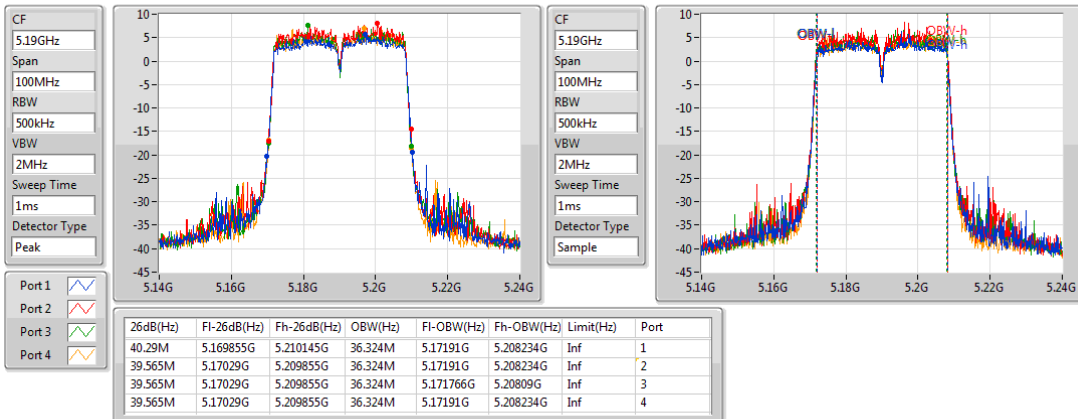 CF
5.19GHz
Span
100MHz
RBW
500kHz
VBW
2MHz
Sweep Time
1ms
Detector Type
Peak
Port 1
Port 2
Port 3
Port 4
10
5
0
-5
-10
-15
-20
-25
-30
-35
-40
-45
5.14G 5.16G 5.18G 5.2G 5.22G 5.24G
CF
5.19GHz
Span
100MHz
RBW
500kHz
VBW
2MHz
Sweep Time
1ms
Detector Type
Sample
10
5
0
-5
-10
-15
-20
-25
-30
-35
-40
-45
OBW-h
OBW-h
5.14G 5.16G 5.18G 5.2G 5.22G 5.24G
26dB(Hz) Fl-26dB(Hz) Fh-26dB(Hz) OBW(Hz) Fl-OBW(Hz) Fh-OBW(Hz) Limit(Hz) Port
40.29M 5.169855G 5.210145G 36.324M 5.17191G 5.208234G Inf 1
39.565M 5.17029G 5.209855G 36.324M 5.17191G 5.208234G Inf 2
39.565M 5.17029G 5.209855G 36.324M 5.171766G 5.20809G Inf 3
39.565M 5.17029G 5.209855G 36.324M 5.17191G 5.208234G Inf 4